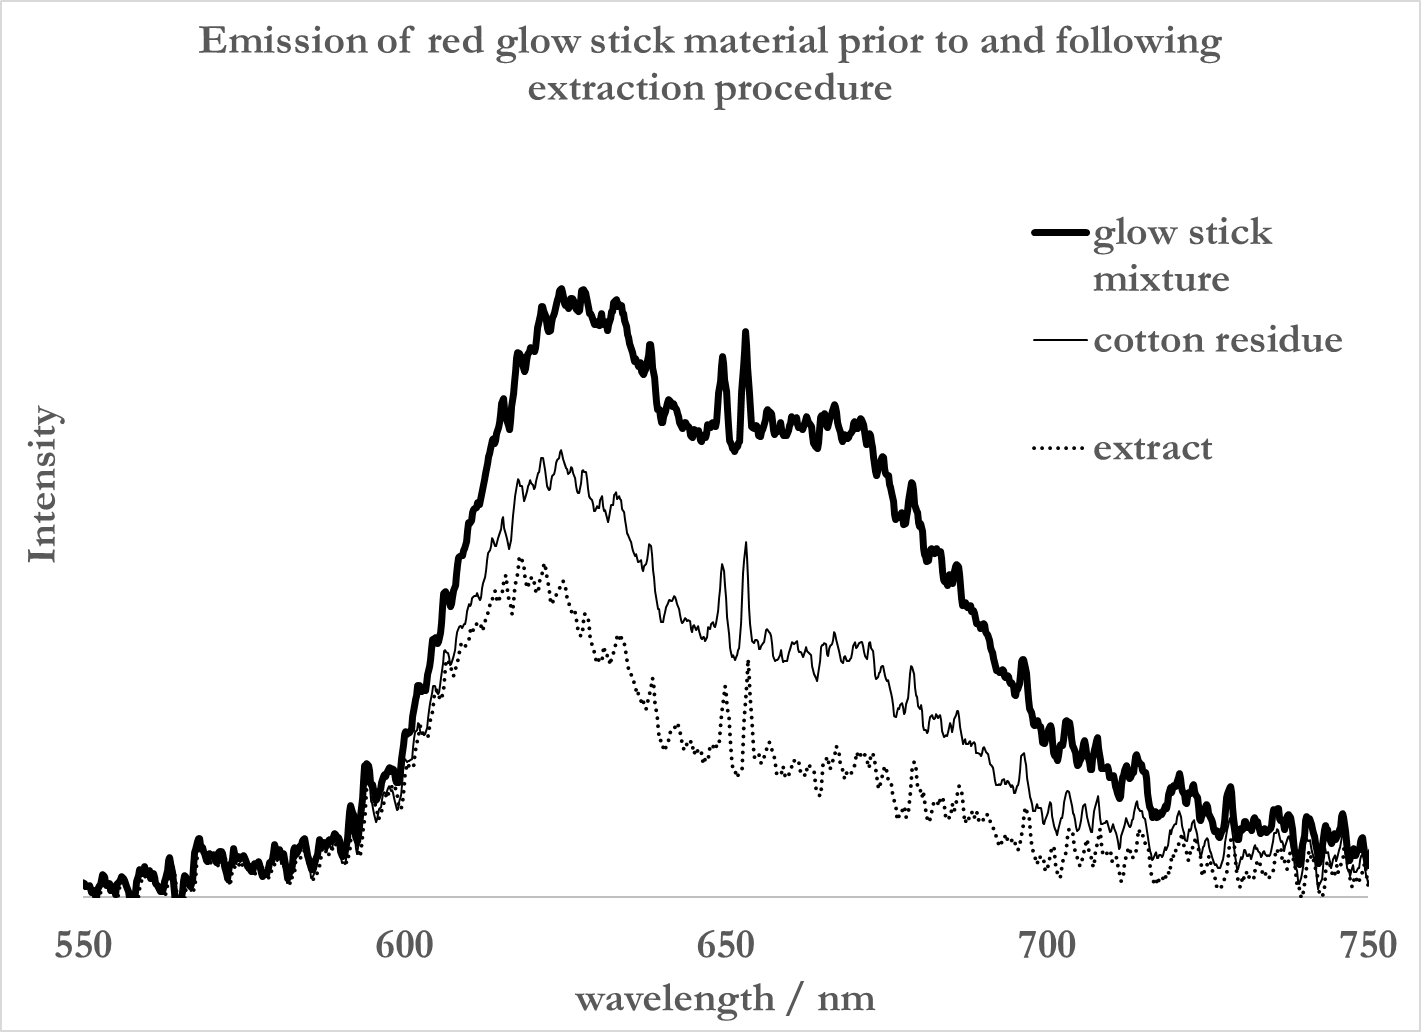 Emission of red glow stick material prior to and following
extraction procedure
glow stick
mixture
cotton residue
extract
Intensity
550 600 650 700 750
wavelength / nm